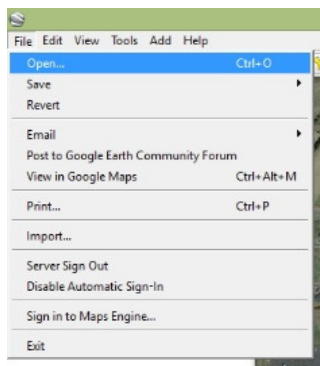 File Edit View Tools Add Help
Open... Ctrl+O
Save
Revert
Email
Post to Google Earth Community Forum
View in Google Maps Ctrl+Alt+M
Print... Ctrl+P
Import...
Server Sign Out
Disable Automatic Sign-In
Sign in to Maps Engine...
Exit